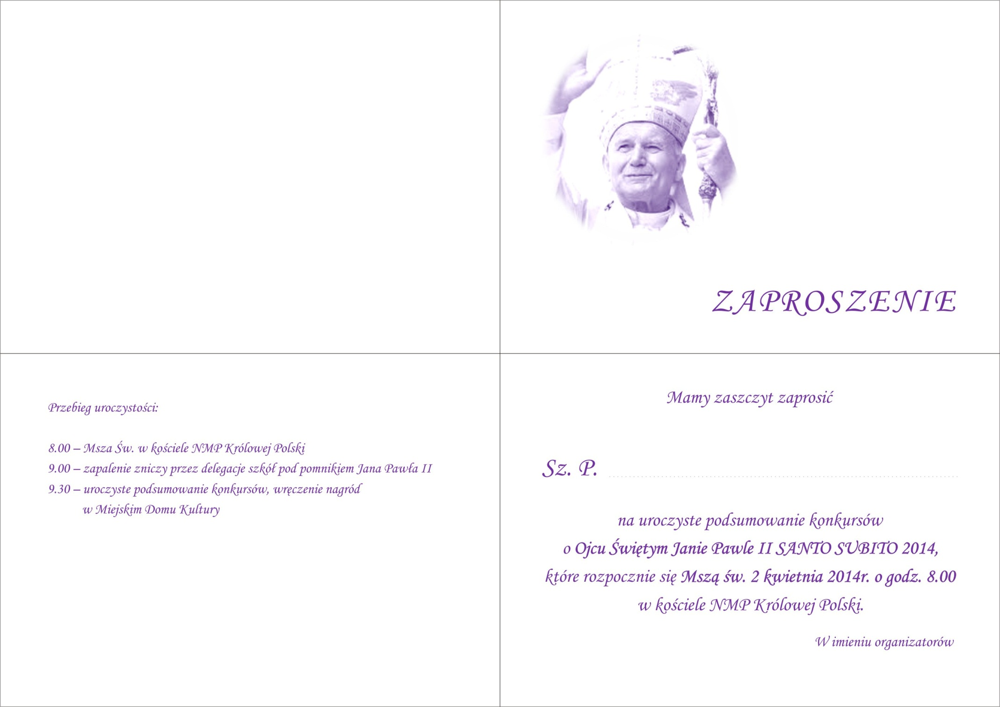 ZAPROSZENIE
Przebieg uroczystości:
8.00 – Msza Św. w kościele NMP Królowej Polski
9.00 – zapalenie zniczy przez delegacje szkół pod pomnikiem Jana Pawła II
9.30 – uroczyste podsumowanie konkursów, wręczenie nagród
w Miejskim Domu Kultury
Mamy zaszczyt zaprosić
Sz. P.
na uroczyste podsumowanie konkursów
o Ojcu Świętym Janie Pawle II SANTO SUBITO 2014,
które rozpocznie się Mszą św. 2 kwietnia 2014r. o godz. 8.00
w kościele NMP Królowej Polski.
W imieniu organizatorów